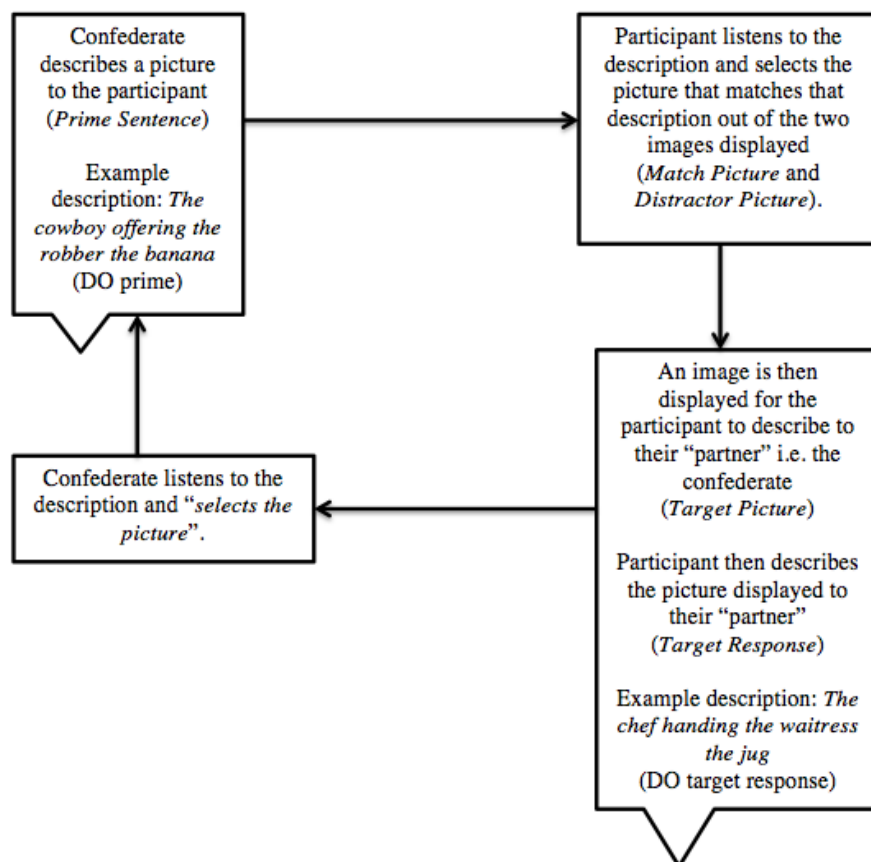 Confederate
describes a picture
to the participant
(Prime Sentence)
Example
description: The
cowboy offering the
robber the banana
(DO prime)
Participant listens to the
description and selects the
picture that matches that
description out of the two
images displayed
(Match Picture and
Distractor Picture).
An image is then
displayed for the
participant to describe to
their “partner” i.e. the
confederate
(Target Picture)
Participant then describes
the picture displayed to
their “partner”
(Target Response)
Example description: The
chef handing the waitress
the jug
(DO target response)
Confederate listens to the
description and “selects the
picture”.